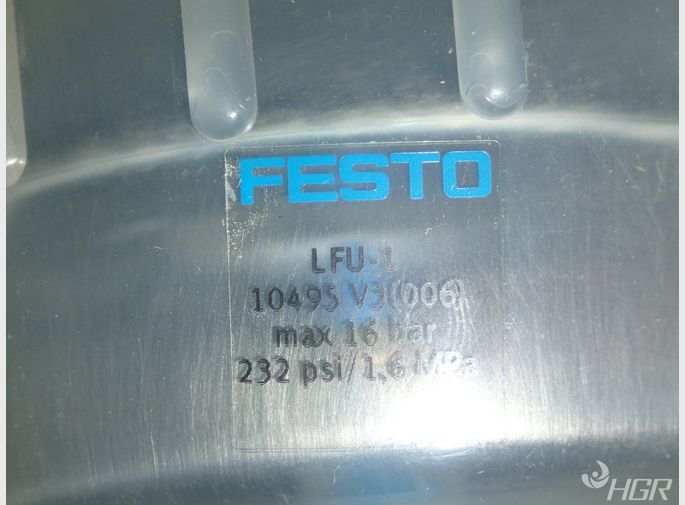 FESTO
LFU-1
10495 V3(006)
max 16 bar
232 psi/1,6 MPa
HGR